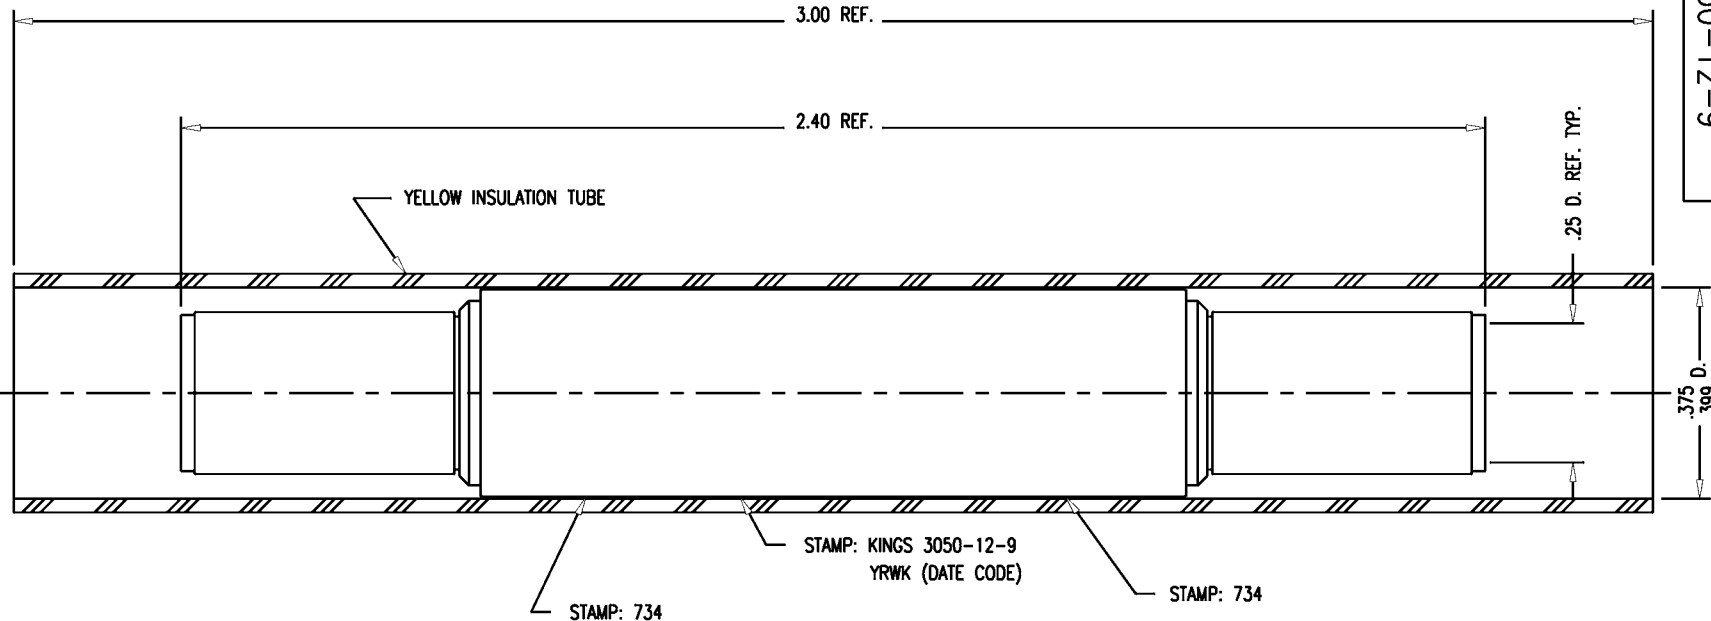 3.00 REF.
2.40 REF.
YELLOW INSULATION TUBE
.25 D. REF. TYP.
.375
.399 D.
STAMP: KINGS 3050-12-9
YRWK (DATE CODE)
STAMP: 734
STAMP: 734